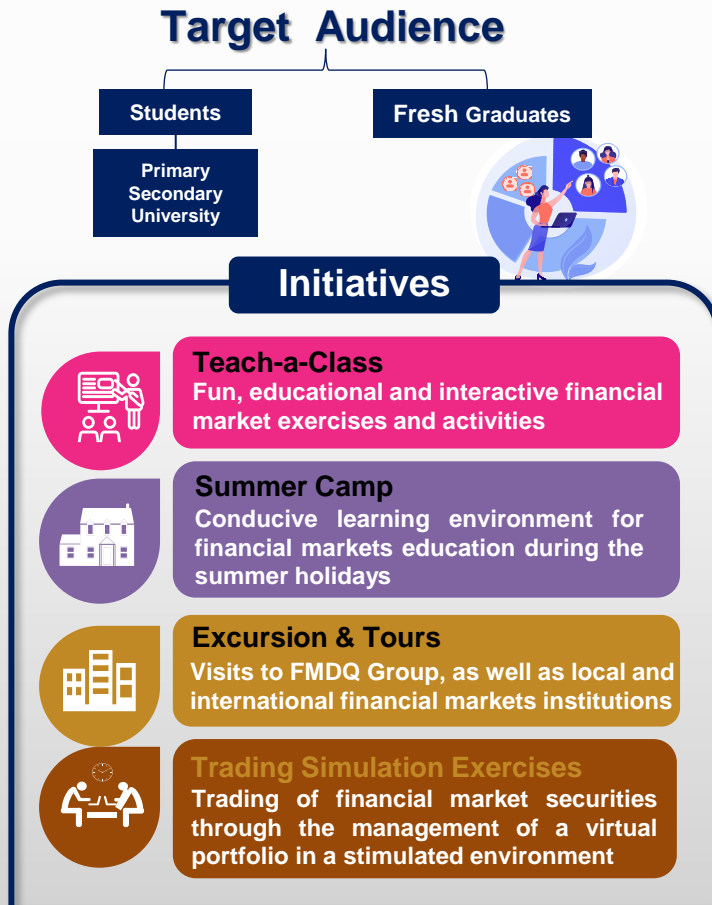 Target Audience
Students
Fresh Graduates
Primary
Secondary
University
Initiatives
Teach-a-Class
Fun, educational and interactive financial
market exercises and activities
Summer Camp
Conducive learning environment for
financial markets education during the
summer holidays
Excursion & Tours
Visits to FMDQ Group, as well as local and
international financial markets institutions
Trading Simulation Exercises
Trading of financial market securities
through the management of a virtual
portfolio in a stimulated environment